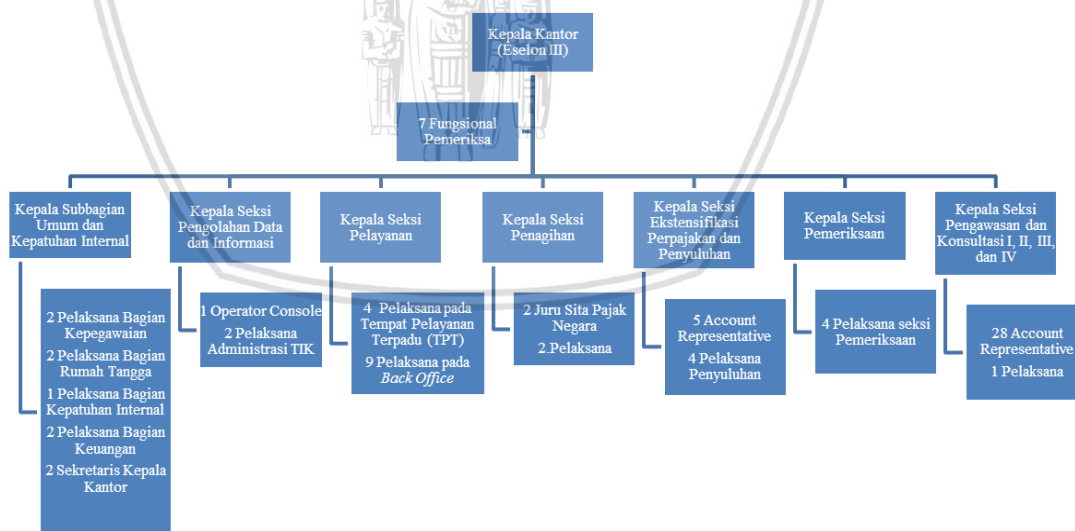 Kepala Kantor
(Eselon III)
7 Fungsional
Pemeriksa
Kepala Subbagian
Umum dan
Kepatuhan Internal
2 Pelaksana Bagian
Kepegawaian
2 Pelaksana Bagian
Rumah Tangga
1 Pelaksana Bagian
Kepatuhan Internal
2 Pelaksana Bagian
Keuangan
2 Sekretaris Kepala
Kantor
Kepala Seksi
Pengolahan Data
dan Informasi
1 Operator Console
2 Pelaksana
Administrasi TIK
Kepala Seksi
Pelayanan
4 Pelaksana pada
Tempat Pelayanan
Terpadu (TPT)
9 Pelaksana pada
Back Office
Kepala Seksi
Penagihan
2 Juru Sita Pajak
Negara
2.Pelaksana
Kepala Seksi
Ekstensifikasi
Perpajakan dan
Penyuluhan
5 Account
Representative
4 Pelaksana
Penyuluhan
Kepala Seksi
Pemeriksaan
4 Pelaksana seksi
Pemeriksaan
Kepala Seksi
Pengawasan dan
Konsultasi I, II, III,
dan IV
28 Account
Representative
1 Pelaksana